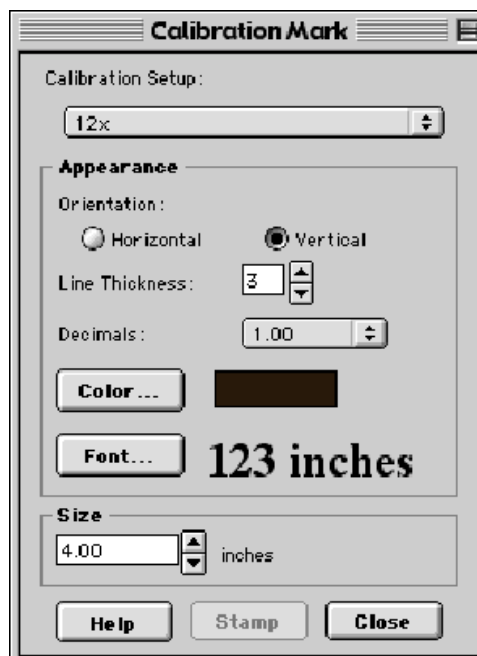 Calibration Mark
Calibration Setup:
12x
Appearance
Orientation:
Horizontal Vertical
Line Thickness: 3
Decimals: 1.00
Color...
Font... 123 inches
Size
4.00 inches
Help Stamp Close